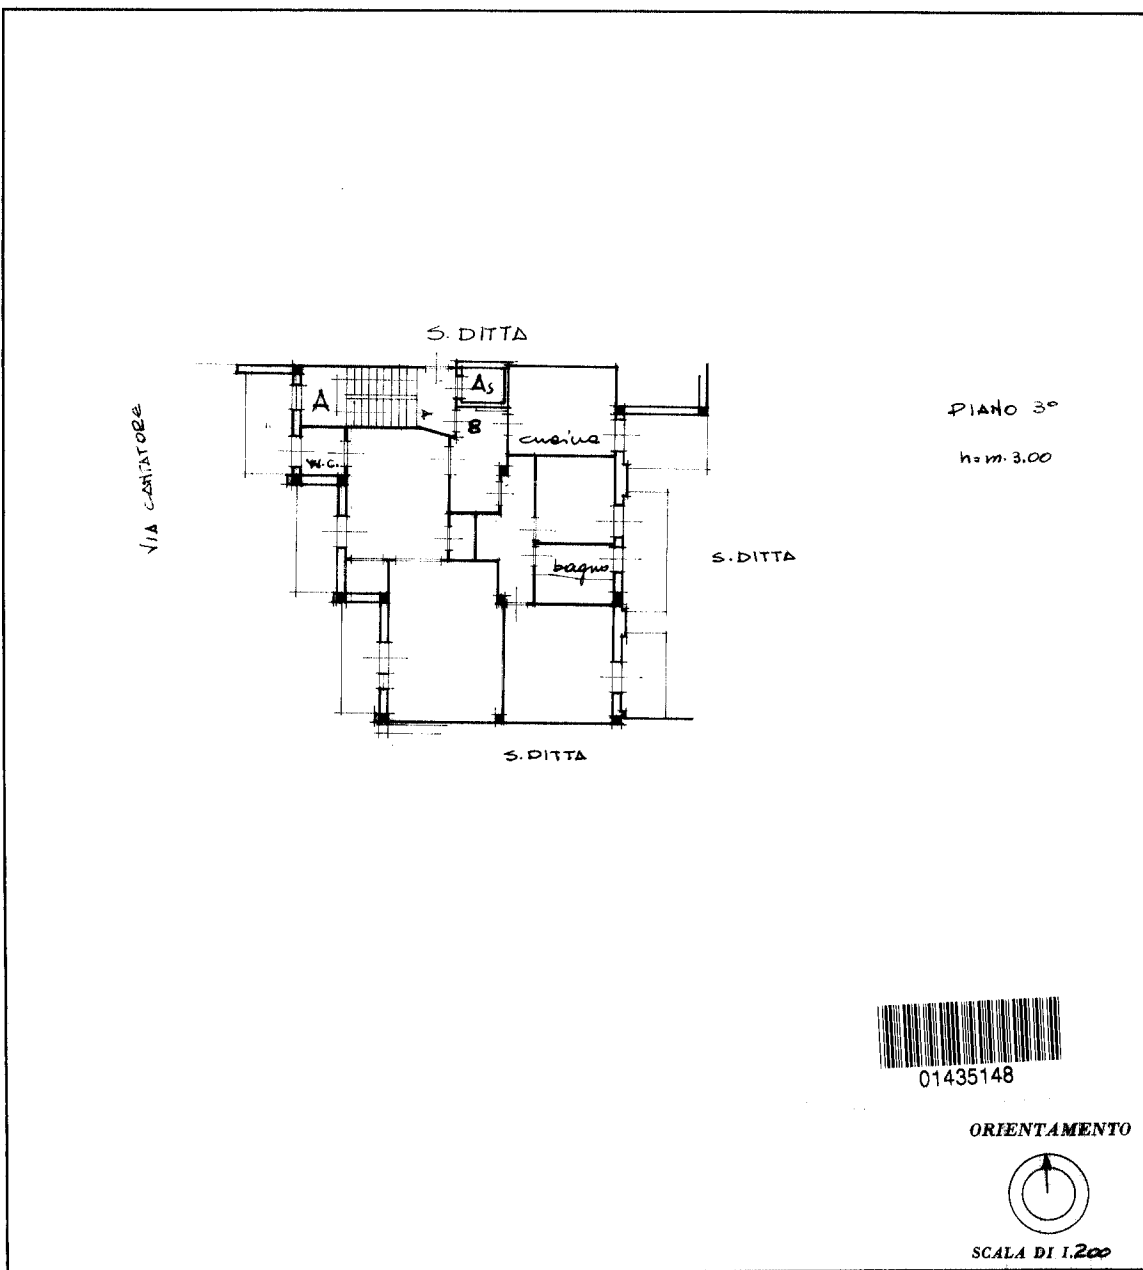 S. DITTA
A
As
B
cucina
W.C.
VIA CANTATORE
PIANO 3°
h=m. 3.00
S. DITTA
bagno
S. DITTA
01435148
ORIENTAMENTO
SCALA DI 1.200